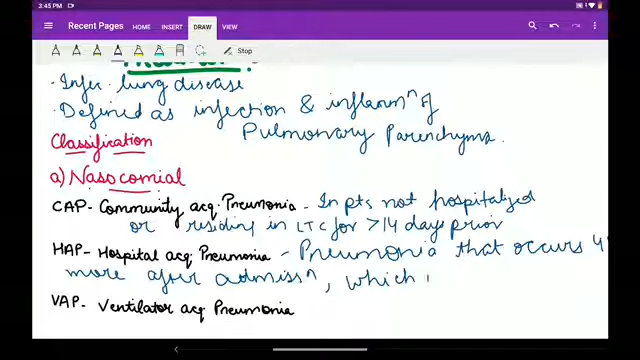 3:45 PM
Recent Pages HOME INSERT DRAW VIEW
Stop
· Infec. lung disease
· Defined as infection & inflamⁿ of
Pulmonary Parenchyma.
Classification
a) Nasocomial
CAP - Community acq. Pneumonia - In pts not hospitalized
or residing in LTC for >14 days prior
HAP - Hospital acq Pneumonia - Pneumonia that occurs 4
more after admissⁿ, which
VAP - Ventilator acq Pneumonia